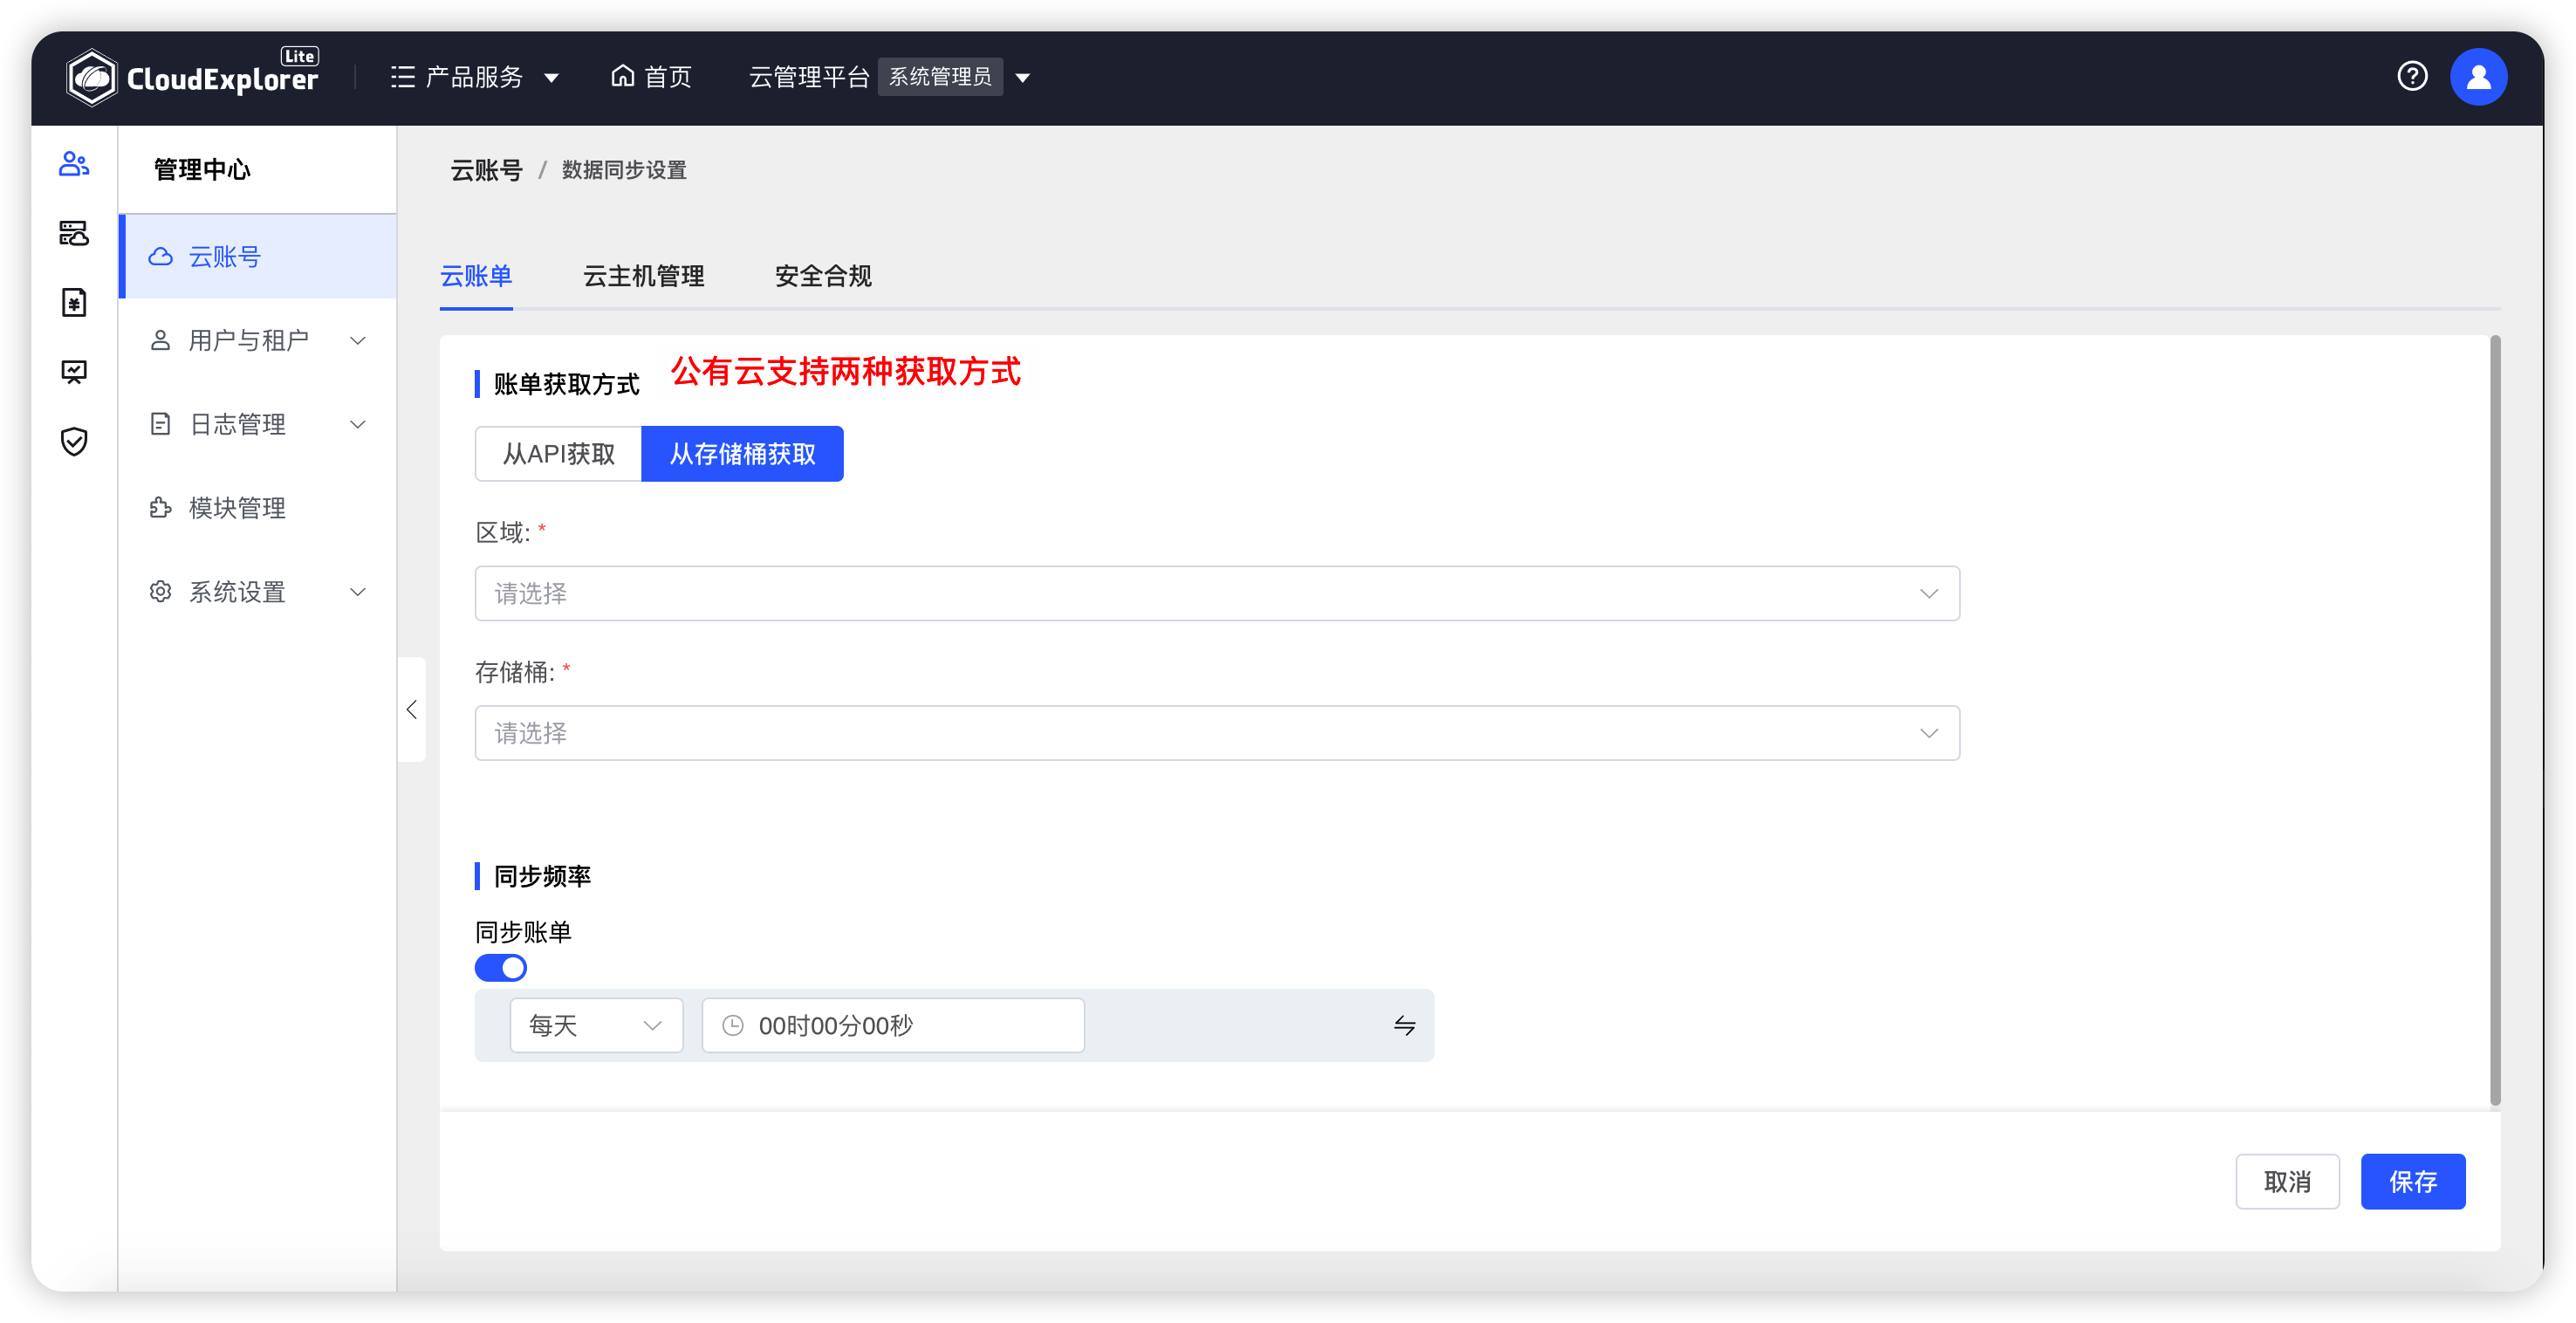 CloudExplorer Lite
产品服务
首页
云管理平台 系统管理员
管理中心
云账号
用户与租户
日志管理
模块管理
系统设置
云账号 / 数据同步设置
云账单 云主机管理 安全合规
账单获取方式 公有云支持两种获取方式
从API获取 从存储桶获取
区域: *
请选择
存储桶: *
请选择
同步频率
同步账单
每天 00时00分00秒
取消 保存